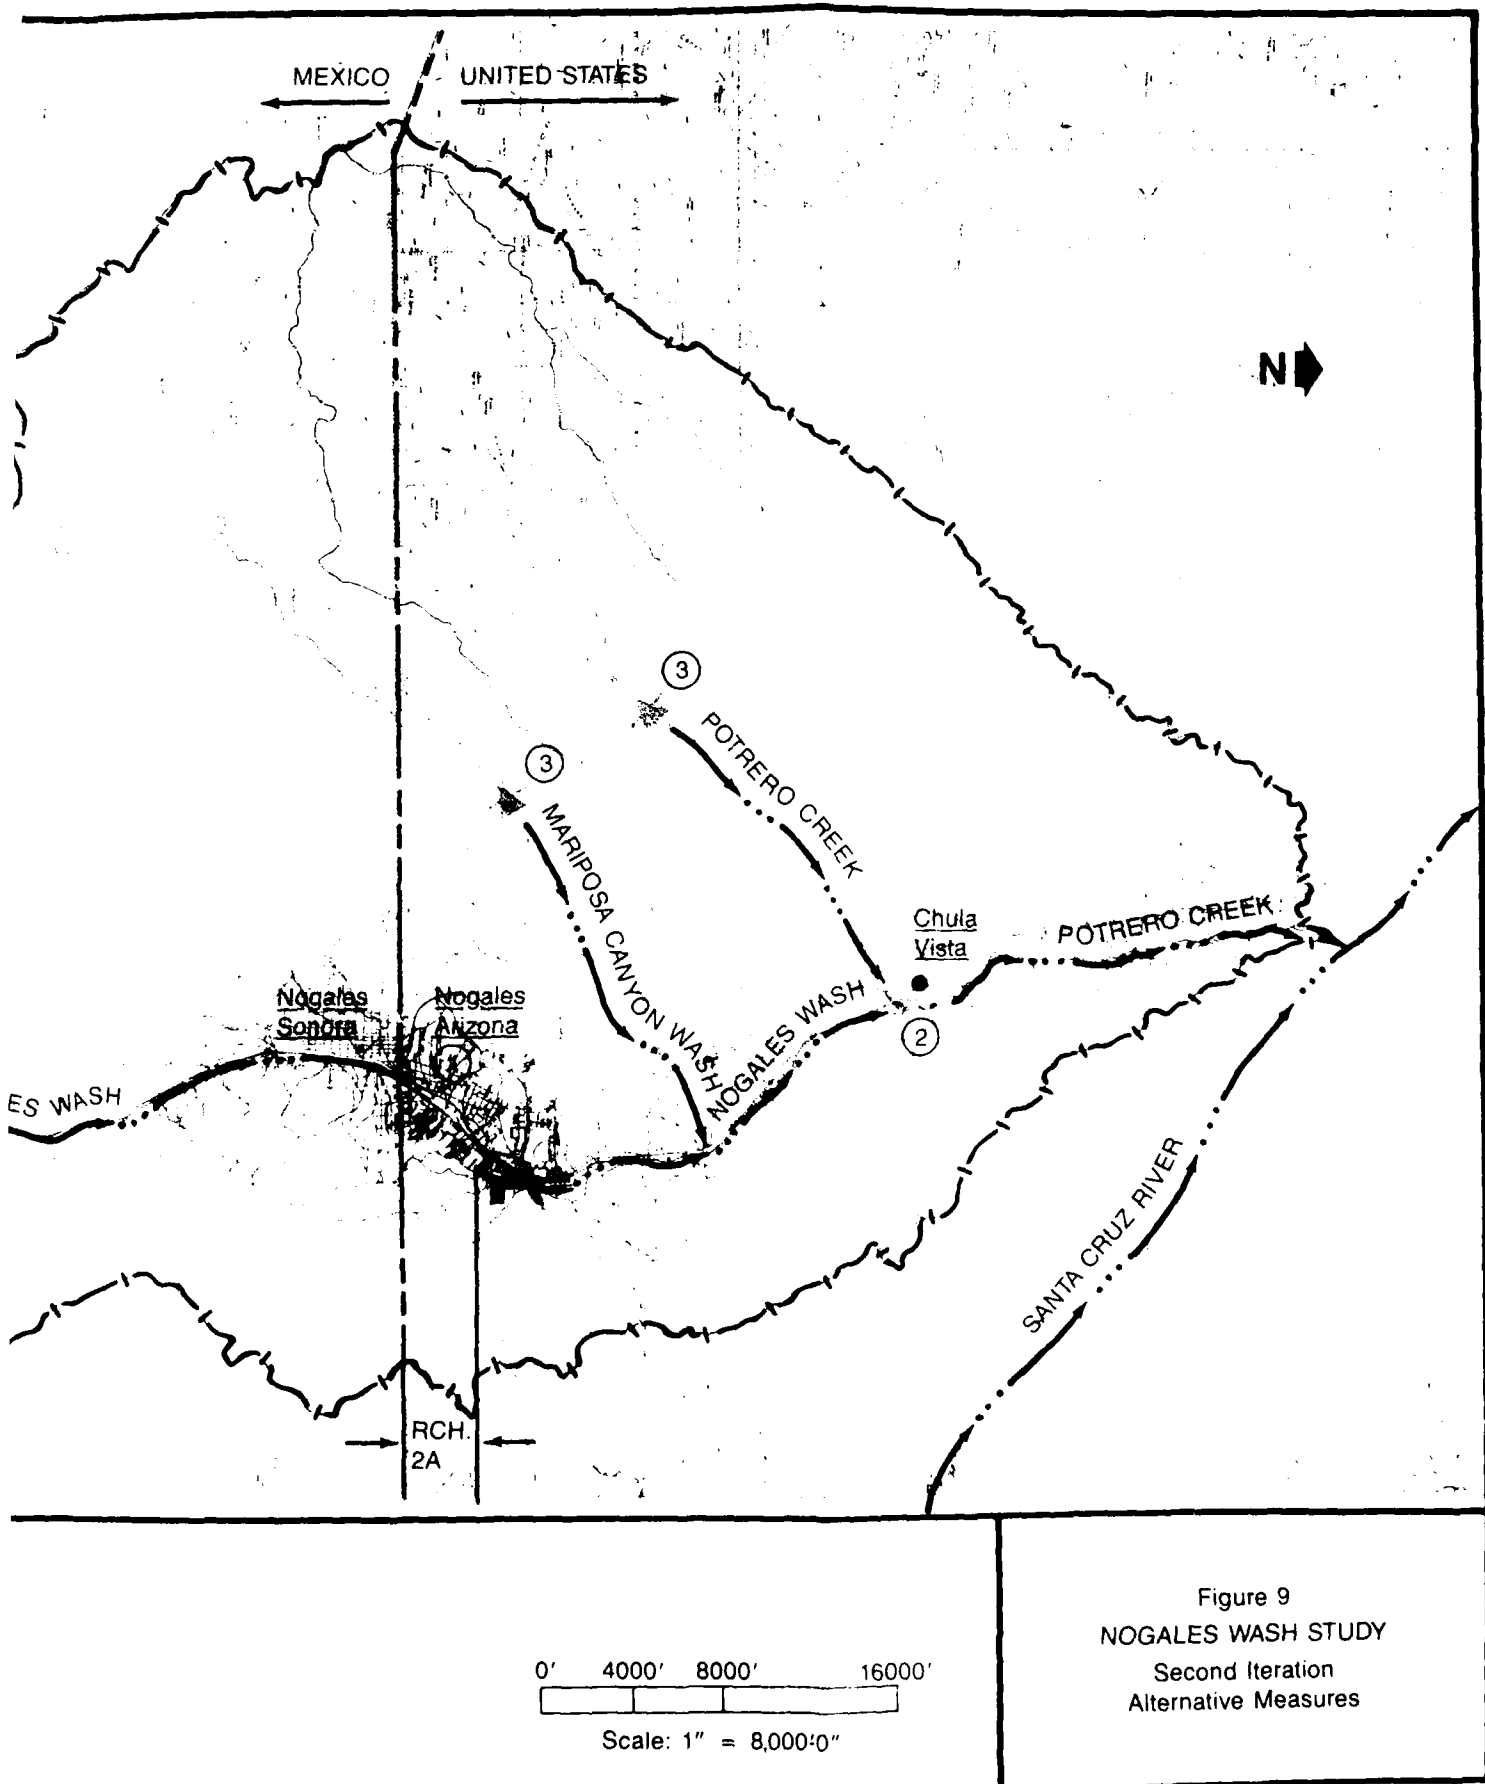 MEXICO
UNITED STATES
N
3
POTRERO CREEK
3
MARIPOSA CANYON WASH
Chula
Vista
POTRERO CREEK
Nogales
Sonora
Nogales
Arizona
NOGALES WASH
2
ES WASH
SANTA CRUZ RIVER
RCH.
2A
0' 4000' 8000' 16000'
Scale: 1" = 8,000'0"
Figure 9
NOGALES WASH STUDY
Second Iteration
Alternative Measures